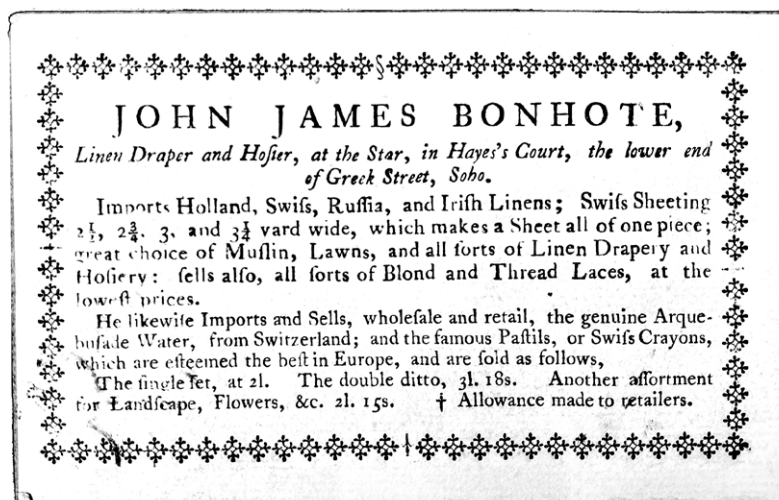 JOHN JAMES BONHOTE,
Linen Draper and Hoſier, at the Star, in Hayes's Court, the lower end
of Greek Street, Soho.
Imports Holland, Swiſs, Ruſſia, and Iriſh Linens; Swiſs Sheeting
2½, 2¾. 3. and 3¼ yard wide, which makes a Sheet all of one piece;
great choice of Muſlin, Lawns, and all ſorts of Linen Drapery and
Hoſiery: ſells alſo, all ſorts of Blond and Thread Laces, at the
loweſt prices.
He likewiſe Imports and Sells, wholeſale and retail, the genuine Arque-
buſade Water, from Switzerland; and the famous Paſtils, or Swiſs Crayons,
which are eſteemed the beſt in Europe, and are ſold as follows,
The ſingle ſet, at 2l. The double ditto, 3l. 18s. Another aſſortment
for Landſcape, Flowers, &c. 2l. 15s. † Allowance made to retailers.